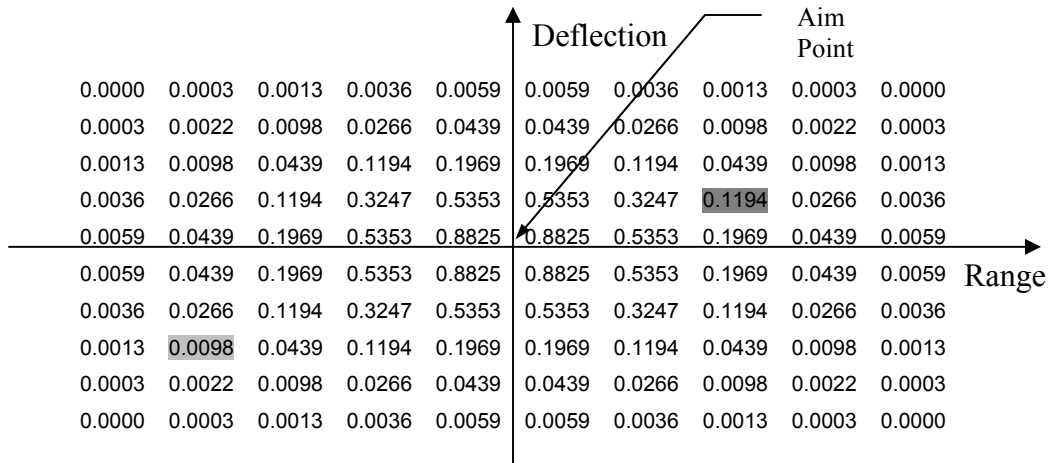 Aim
Point
Deflection
0.0000 0.0003 0.0013 0.0036 0.0059 0.0059 0.0036 0.0013 0.0003 0.0000
0.0003 0.0022 0.0098 0.0266 0.0439 0.0439 0.0266 0.0098 0.0022 0.0003
0.0013 0.0098 0.0439 0.1194 0.1969 0.1969 0.1194 0.0439 0.0098 0.0013
0.0036 0.0266 0.1194 0.3247 0.5353 0.5353 0.3247 0.1194 0.0266 0.0036
0.0059 0.0439 0.1969 0.5353 0.8825 0.8825 0.5353 0.1969 0.0439 0.0059
0.0059 0.0439 0.1969 0.5353 0.8825 0.8825 0.5353 0.1969 0.0439 0.0059
Range
0.0036 0.0266 0.1194 0.3247 0.5353 0.5353 0.3247 0.1194 0.0266 0.0036
0.0013 0.0098 0.0439 0.1194 0.1969 0.1969 0.1194 0.0439 0.0098 0.0013
0.0003 0.0022 0.0098 0.0266 0.0439 0.0439 0.0266 0.0098 0.0022 0.0003
0.0000 0.0003 0.0013 0.0036 0.0059 0.0059 0.0036 0.0013 0.0003 0.0000